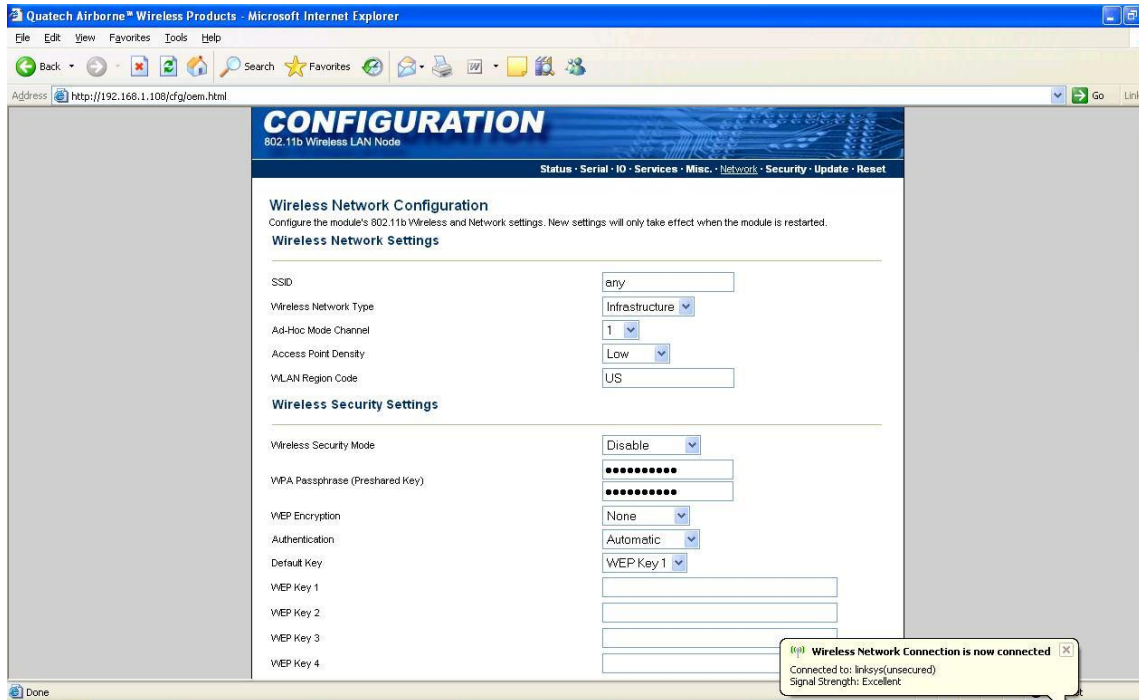 Quatech Airborne™ Wireless Products - Microsoft Internet Explorer
File Edit View Favorites Tools Help
Back Search Favorites
Address http://192.168.1.108/cfg/oem.html Go Link
CONFIGURATION
802.11b Wireless LAN Node
Status · Serial · IO · Services · Misc. · Network · Security · Update · Reset
Wireless Network Configuration
Configure the module's 802.11b Wireless and Network settings. New settings will only take effect when the module is restarted.
Wireless Network Settings
SSID any
Wireless Network Type Infrastructure
Ad-Hoc Mode Channel 1
Access Point Density Low
WLAN Region Code US
Wireless Security Settings
Wireless Security Mode Disable
WPA Passphrase (Preshared Key) ••••••••••
••••••••••
WEP Encryption None
Authentication Automatic
Default Key WEP Key 1
WEP Key 1
WEP Key 2
WEP Key 3
WEP Key 4
Wireless Network Connection is now connected
Connected to: linksys(unsecured)
Signal Strength: Excellent
Done